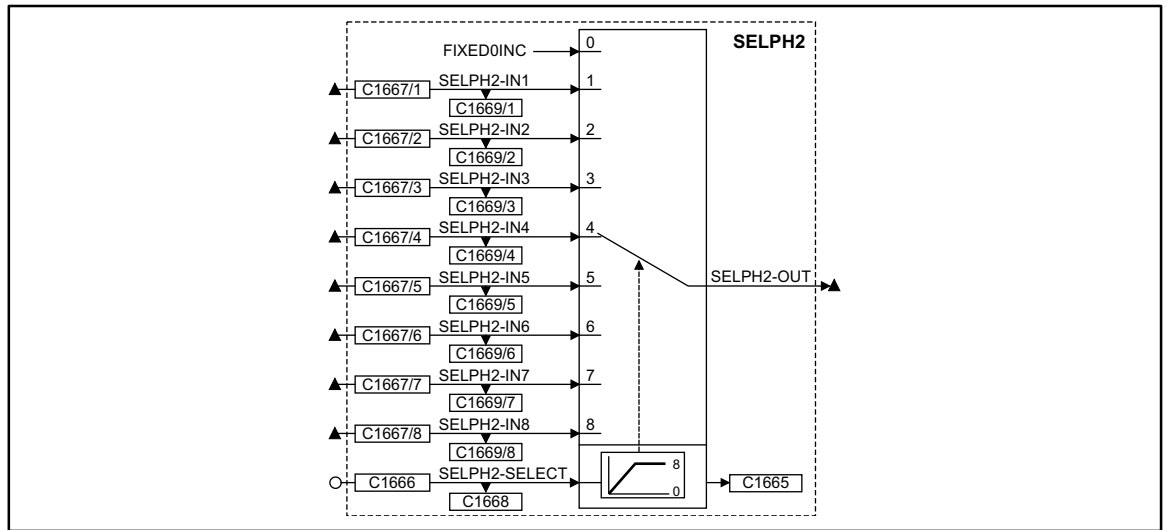 SELPH2
FIXED0INC 0
C1667/1 SELPH2-IN1 1
C1669/1
C1667/2 SELPH2-IN2 2
C1669/2
C1667/3 SELPH2-IN3 3
C1669/3
C1667/4 SELPH2-IN4 4
C1669/4
C1667/5 SELPH2-IN5 5 SELPH2-OUT
C1669/5
C1667/6 SELPH2-IN6 6
C1669/6
C1667/7 SELPH2-IN7 7
C1669/7
C1667/8 SELPH2-IN8 8
C1669/8
8
C1666 SELPH2-SELECT C1665
0
C1668